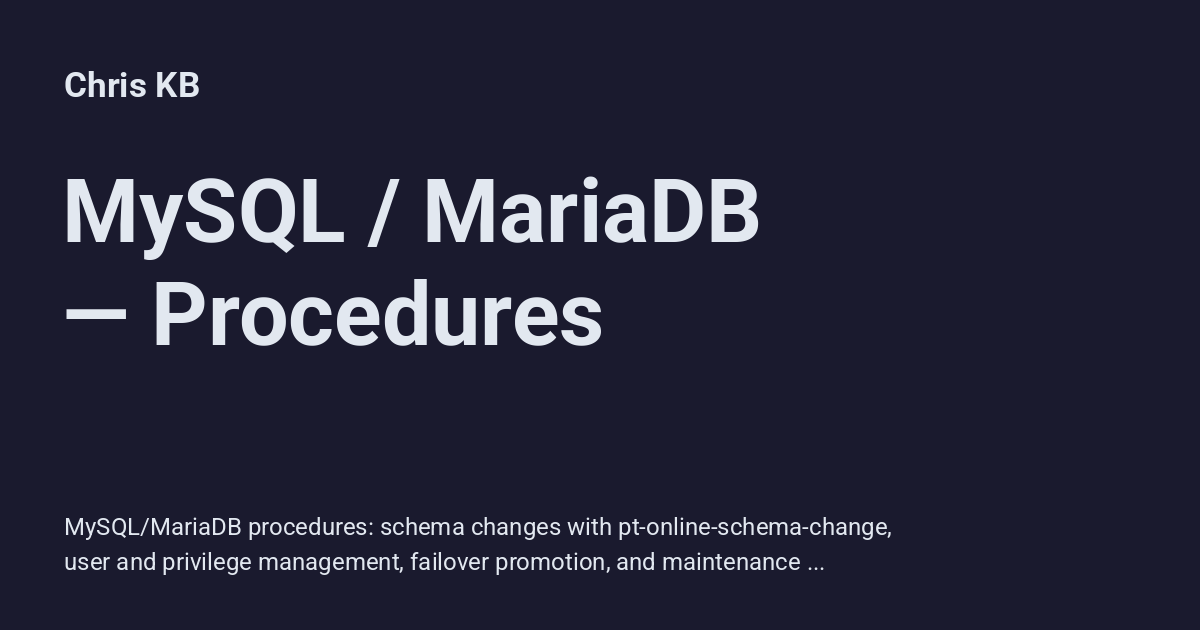 Chris KB
MySQL / MariaDB
— Procedures
MySQL/MariaDB procedures: schema changes with pt-online-schema-change,
user and privilege management, failover promotion, and maintenance ...